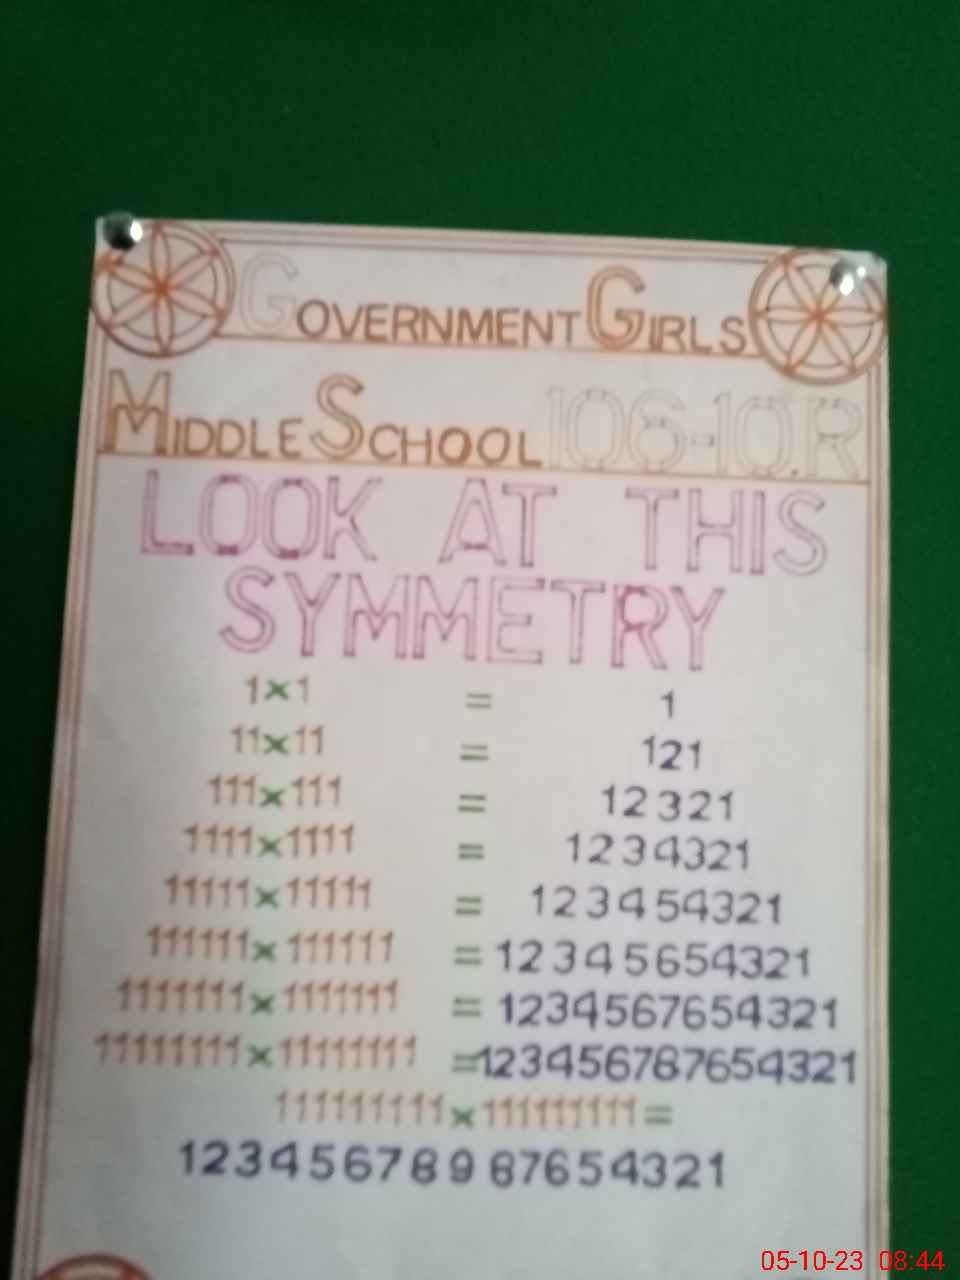 GOVERNMENT GIRLS
MIDDLE SCHOOL 106-10.R
LOOK AT THIS
SYMMETRY
1×1 = 1
11×11 = 121
111×111 = 12321
1111×1111 = 1234321
11111×11111 = 123454321
111111×111111 = 12345654321
1111111×1111111 = 1234567654321
11111111×11111111 = 123456787654321
111111111×111111111=
12345678987654321
05-10-23 08:44